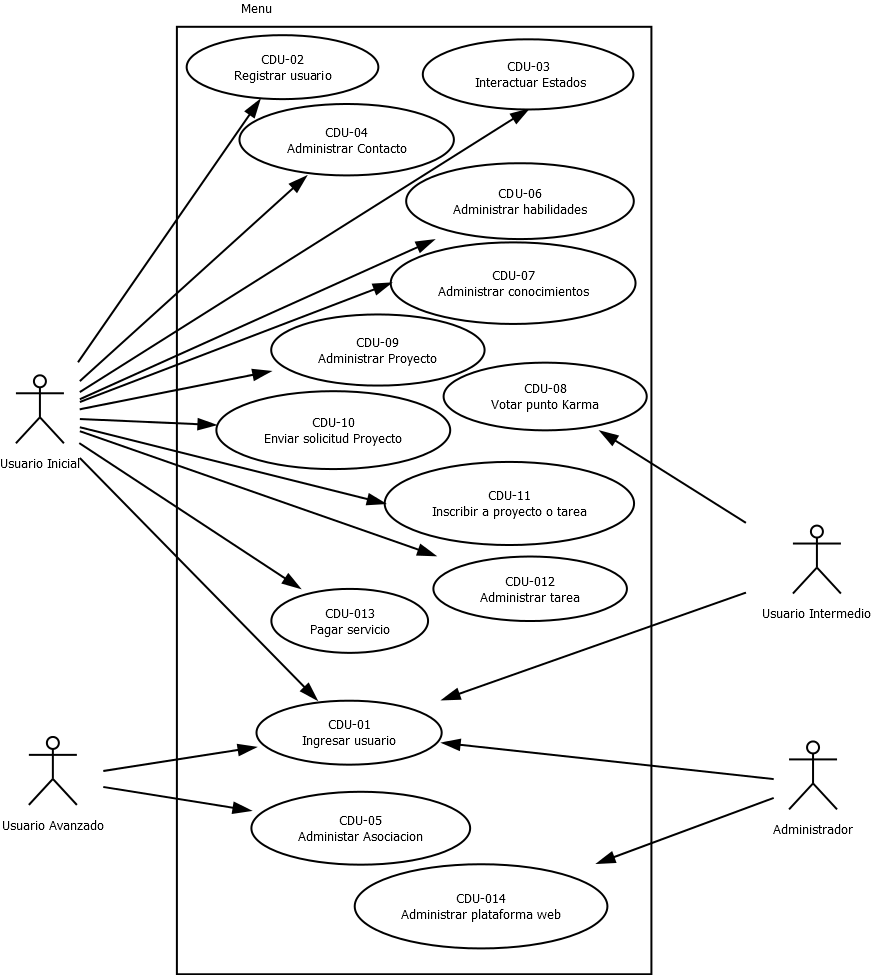 Menu
CDU-02
Registrar usuario
CDU-03
Interactuar Estados
CDU-04
Administrar Contacto
CDU-06
Administrar habilidades
CDU-07
Administrar conocimientos
CDU-09
Administrar Proyecto
CDU-08
Votar punto Karma
CDU-10
Enviar solicitud Proyecto
Usuario Inicial
CDU-11
Inscribir a proyecto o tarea
CDU-012
Administrar tarea
CDU-013
Pagar servicio
Usuario Intermedio
CDU-01
Ingresar usuario
Usuario Avanzado
CDU-05
Administar Asociacion
Administrador
CDU-014
Administrar plataforma web